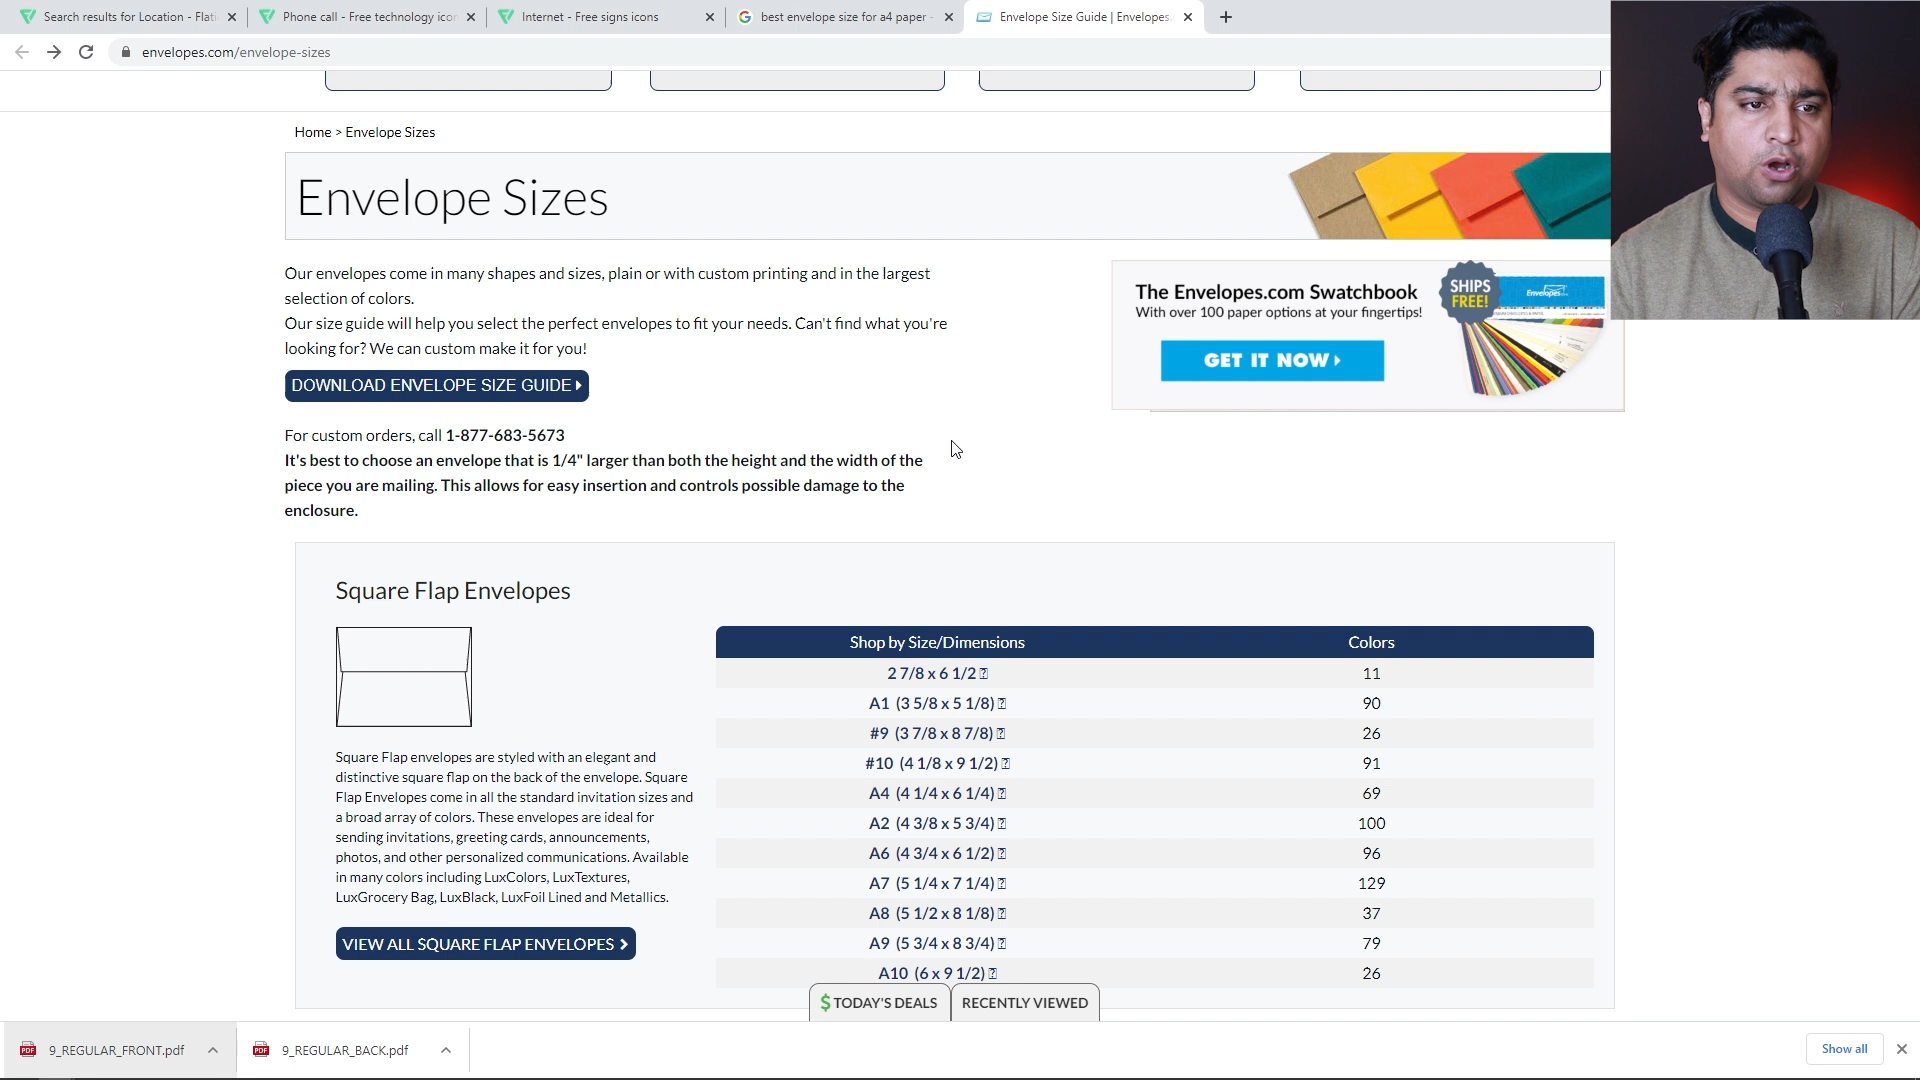 Search results for Location - Flati
Phone call - Free technology icon
Internet - Free signs icons
best envelope size for a4 paper -
Envelope Size Guide | Envelopes.
envelopes.com/envelope-sizes
Home > Envelope Sizes
Envelope Sizes
Our envelopes come in many shapes and sizes, plain or with custom printing and in the largest
selection of colors.
Our size guide will help you select the perfect envelopes to fit your needs. Can't find what you're
looking for? We can custom make it for you!
DOWNLOAD ENVELOPE SIZE GUIDE
For custom orders, call 1-877-683-5673
It's best to choose an envelope that is 1/4" larger than both the height and the width of the
piece you are mailing. This allows for easy insertion and controls possible damage to the
enclosure.
The Envelopes.com Swatchbook
With over 100 paper options at your fingertips!
GET IT NOW
SHIPS
FREE!
Envelopes
Square Flap Envelopes
Square Flap envelopes are styled with an elegant and
distinctive square flap on the back of the envelope. Square
Flap Envelopes come in all the standard invitation sizes and
a broad array of colors. These envelopes are ideal for
sending invitations, greeting cards, announcements,
photos, and other personalized communications. Available
in many colors including LuxColors, LuxTextures,
LuxGrocery Bag, LuxBlack, LuxFoil Lined and Metallics.
VIEW ALL SQUARE FLAP ENVELOPES
Shop by Size/Dimensions Colors
2 7/8 x 6 1/2 11
A1 (3 5/8 x 5 1/8) 90
#9 (3 7/8 x 8 7/8) 26
#10 (4 1/8 x 9 1/2) 91
A4 (4 1/4 x 6 1/4) 69
A2 (4 3/8 x 5 3/4) 100
A6 (4 3/4 x 6 1/2) 96
A7 (5 1/4 x 7 1/4) 129
A8 (5 1/2 x 8 1/8) 37
A9 (5 3/4 x 8 3/4) 79
A10 (6 x 9 1/2) 26
$ TODAY'S DEALS
RECENTLY VIEWED
PDF 9_REGULAR_FRONT.pdf
PDF 9_REGULAR_BACK.pdf
Show all